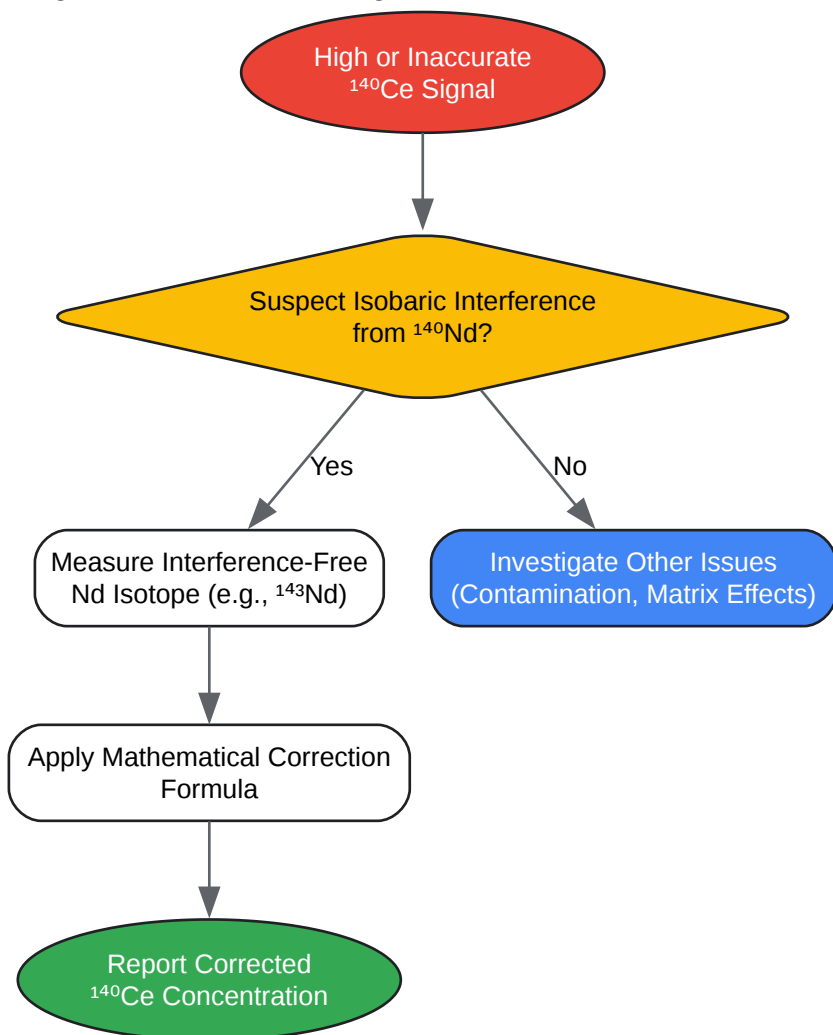 High or Inaccurate
¹⁴⁰Ce Signal
Suspect Isobaric Interference
from ¹⁴⁰Nd?
Yes
No
Measure Interference-Free
Nd Isotope (e.g., ¹⁴³Nd)
Investigate Other Issues
(Contamination, Matrix Effects)
Apply Mathematical Correction
Formula
Report Corrected
¹⁴⁰Ce Concentration